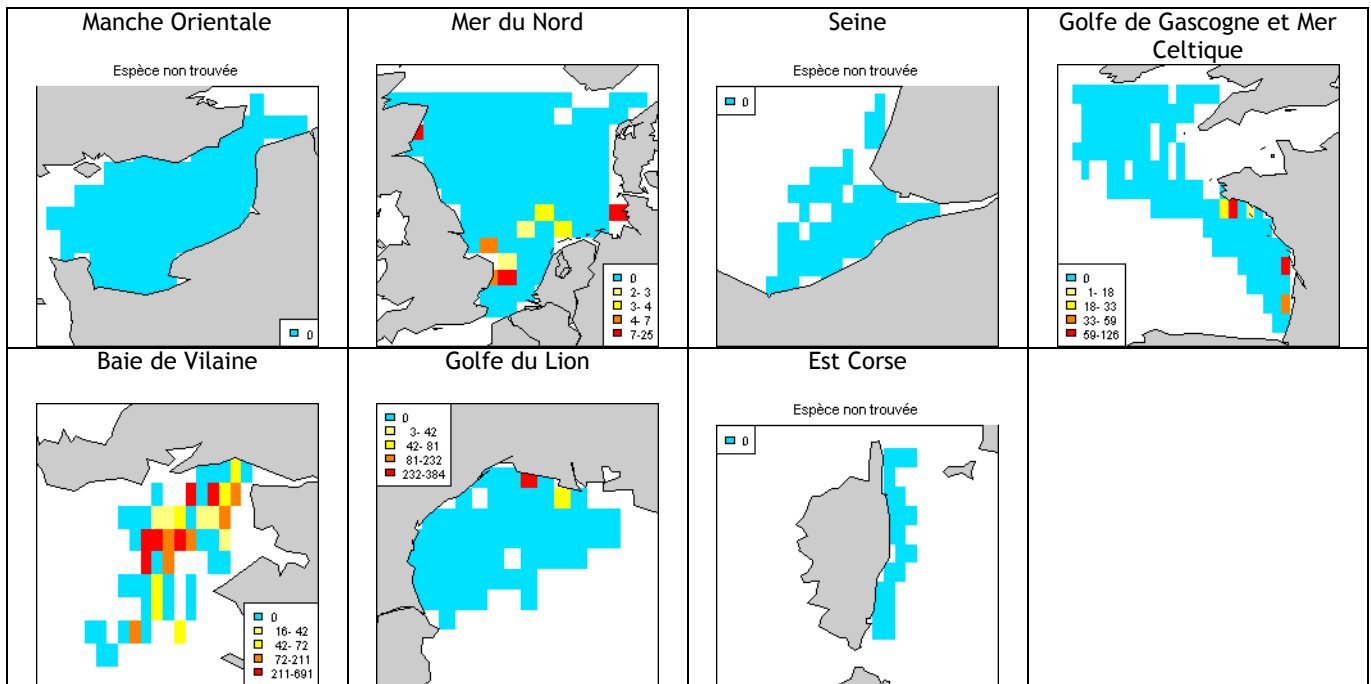 Manche Orientale
Espèce non trouvée
0
Mer du Nord
0
2- 3
3- 4
4- 7
7-25
Seine
Espèce non trouvée
0
Golfe de Gascogne et Mer
Celtique
0
1- 18
18- 33
33- 59
59-126
Baie de Vilaine
0
16- 42
42- 72
72-211
211-691
Golfe du Lion
0
3- 42
42- 81
81-232
232-384
Est Corse
Espèce non trouvée
0